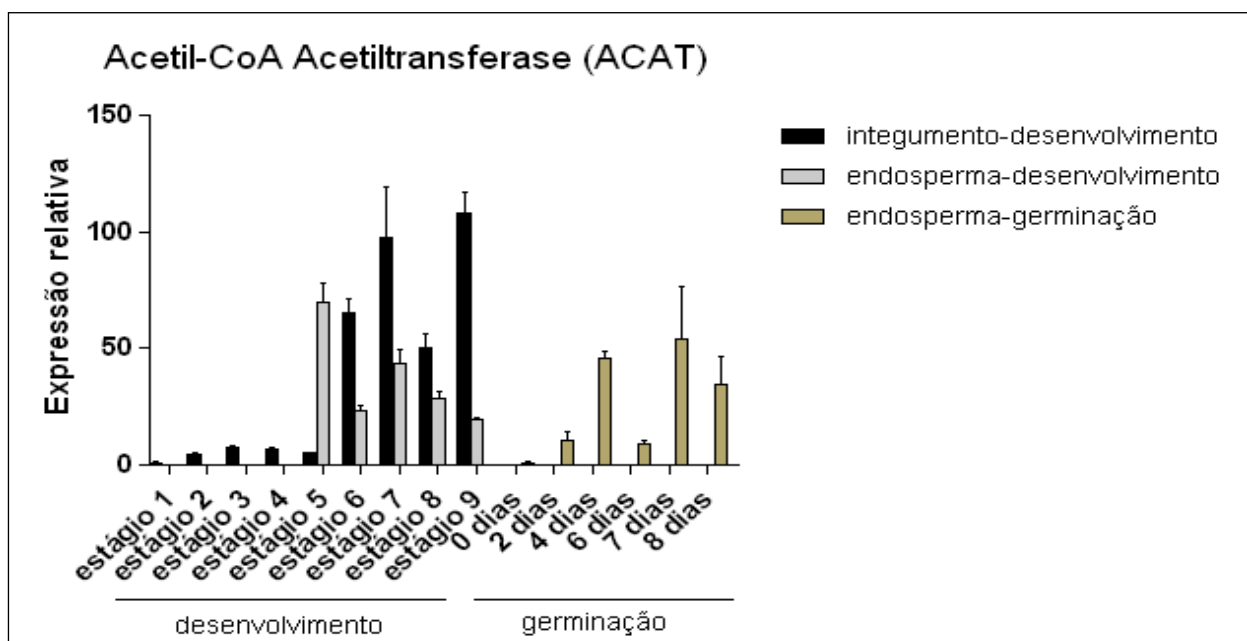 Acetil-CoA Acetiltransferase (ACAT)
150
100
50
0
Expressão relativa
integumento-desenvolvimento
endosperma-desenvolvimento
endosperma-germinação
estágio 1
estágio 2
estágio 3
estágio 4
estágio 5
estágio 6
estágio 7
estágio 8
estágio 9
0 dias
2 dias
4 dias
6 dias
7 dias
8 dias
desenvolvimento
germinação